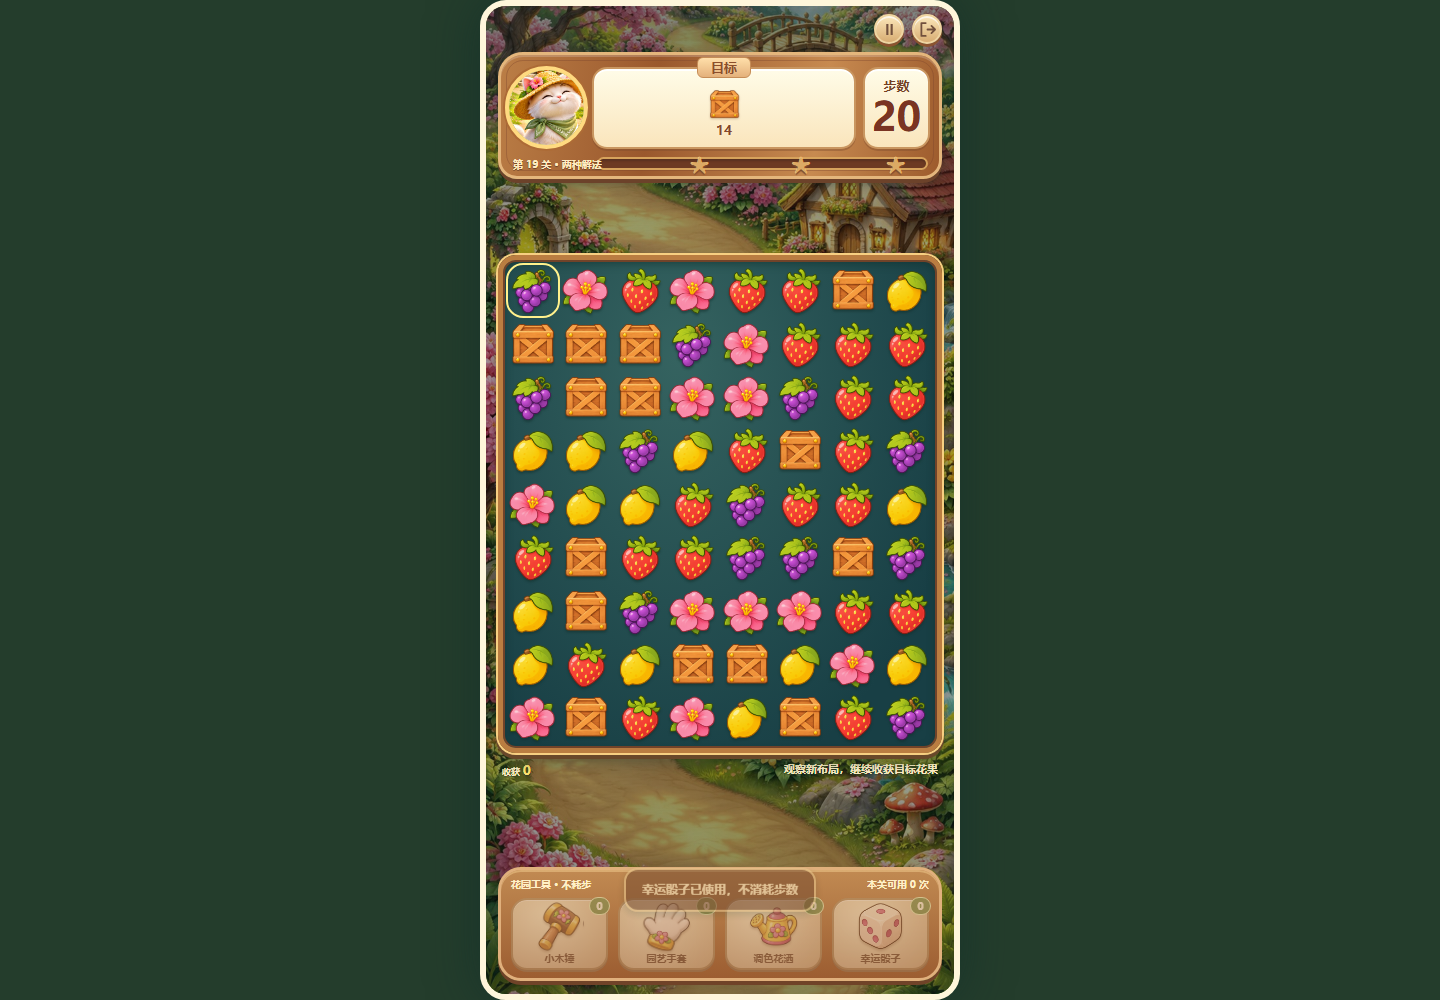 目标
14
步数
20
第 19 关 • 两种解法
收获 0
观察新布局，继续收获目标花果
花园工具 • 不耗步
幸运骰子已使用，不消耗步数
本关可用 0 次
0
0
0
0
小木锤
园艺手套
调色花洒
幸运骰子